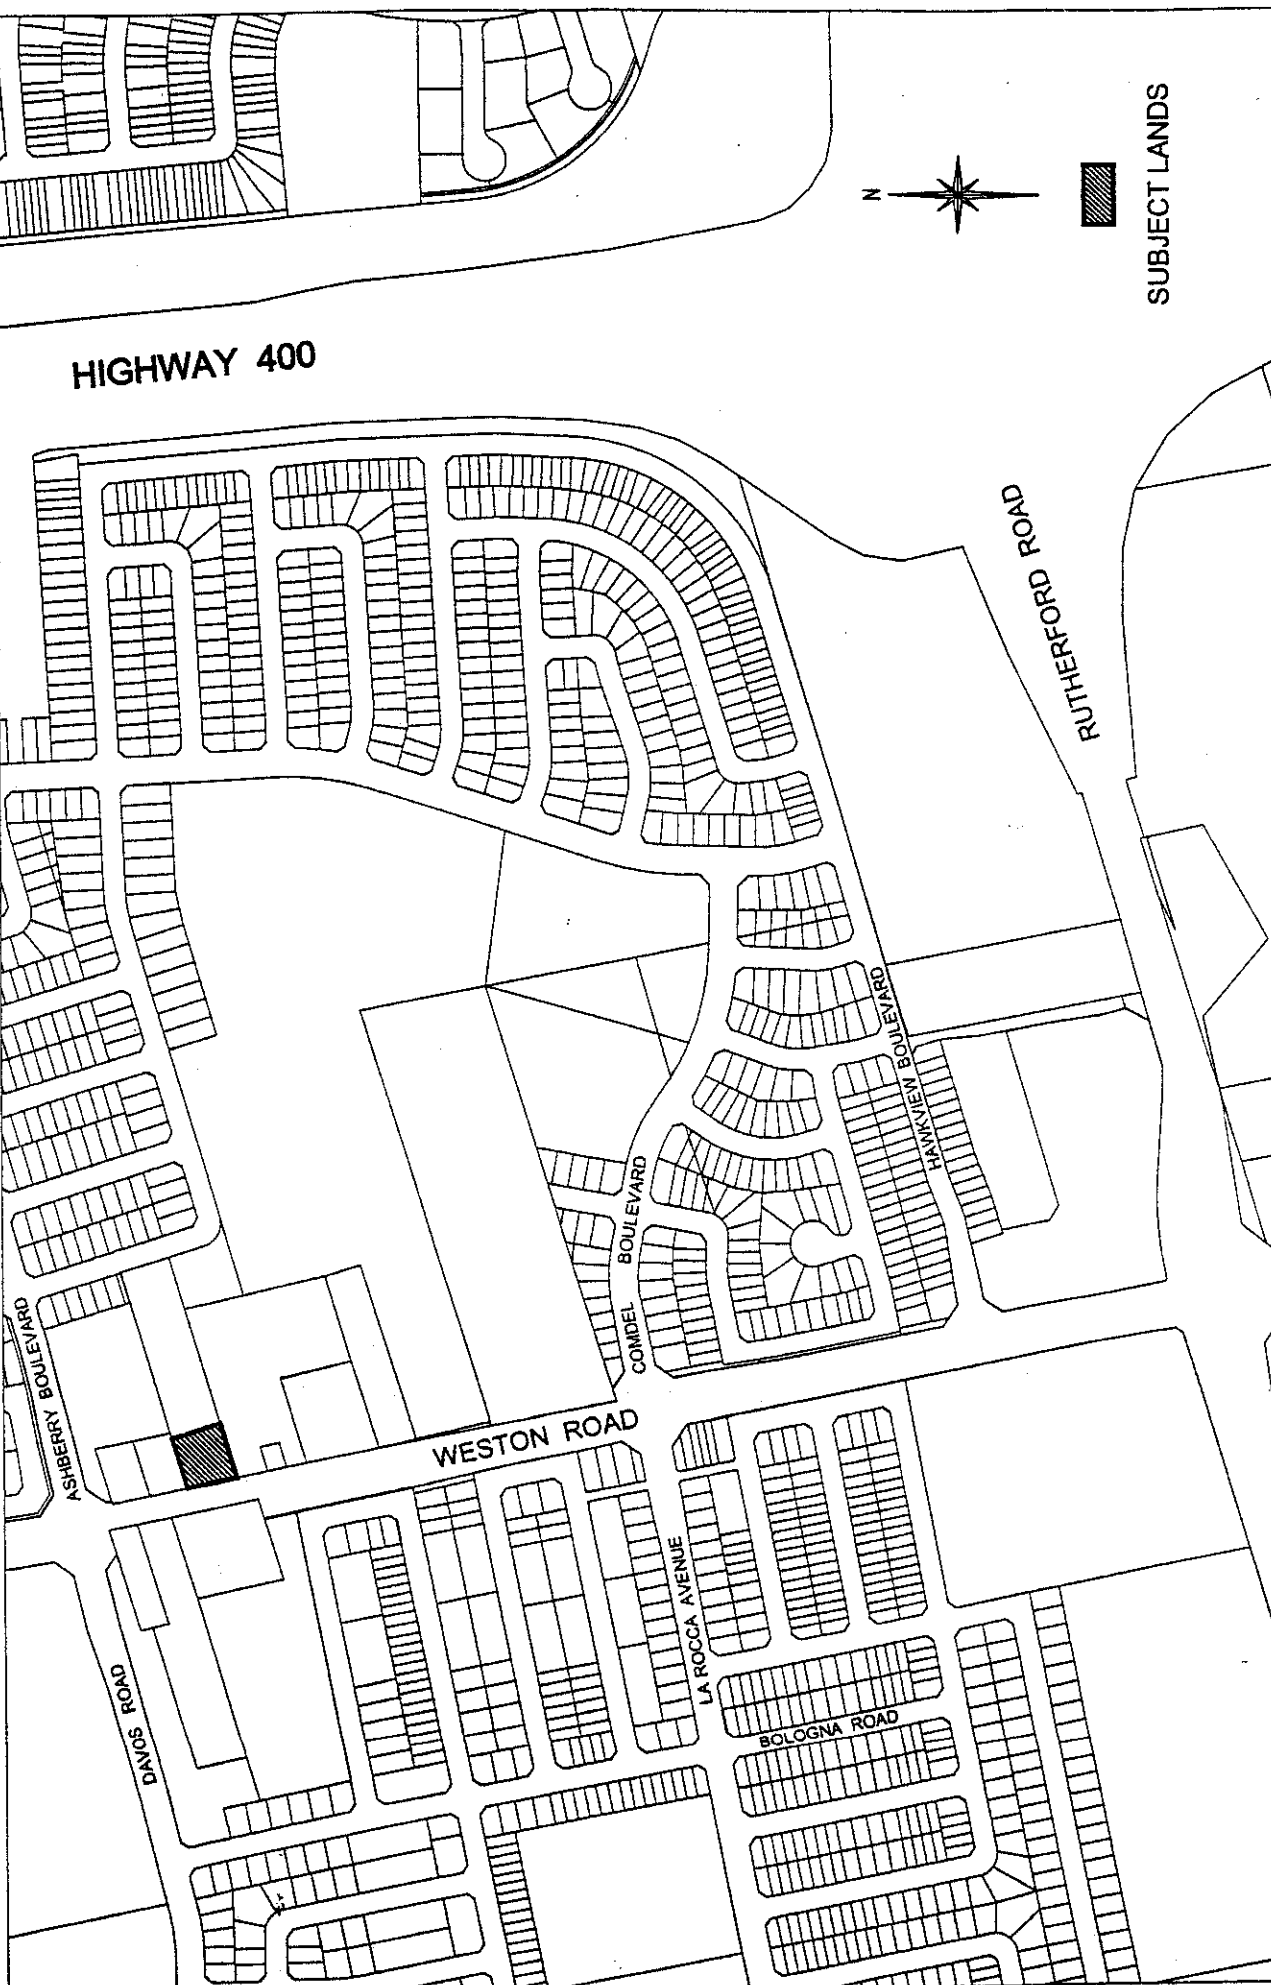 HIGHWAY 400
N
SUBJECT LANDS
RUTHERFORD ROAD
HAWKVIEW BOULEVARD
COMDEL BOULEVARD
ASHBERRY BOULEVARD
WESTON ROAD
LA ROCCA AVENUE
DAVOS ROAD
BOLOGNA ROAD